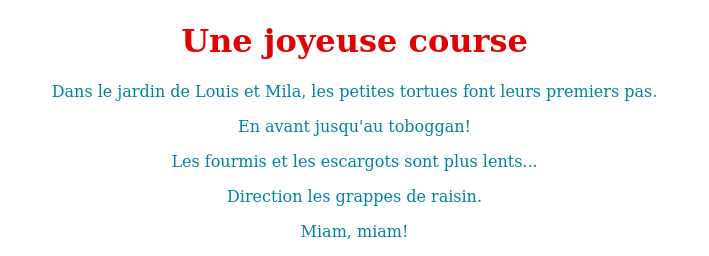 Une joyeuse course
Dans le jardin de Louis et Mila, les petites tortues font leurs premiers pas.
En avant jusqu'au toboggan!
Les fourmis et les escargots sont plus lents...
Direction les grappes de raisin.
Miam, miam!